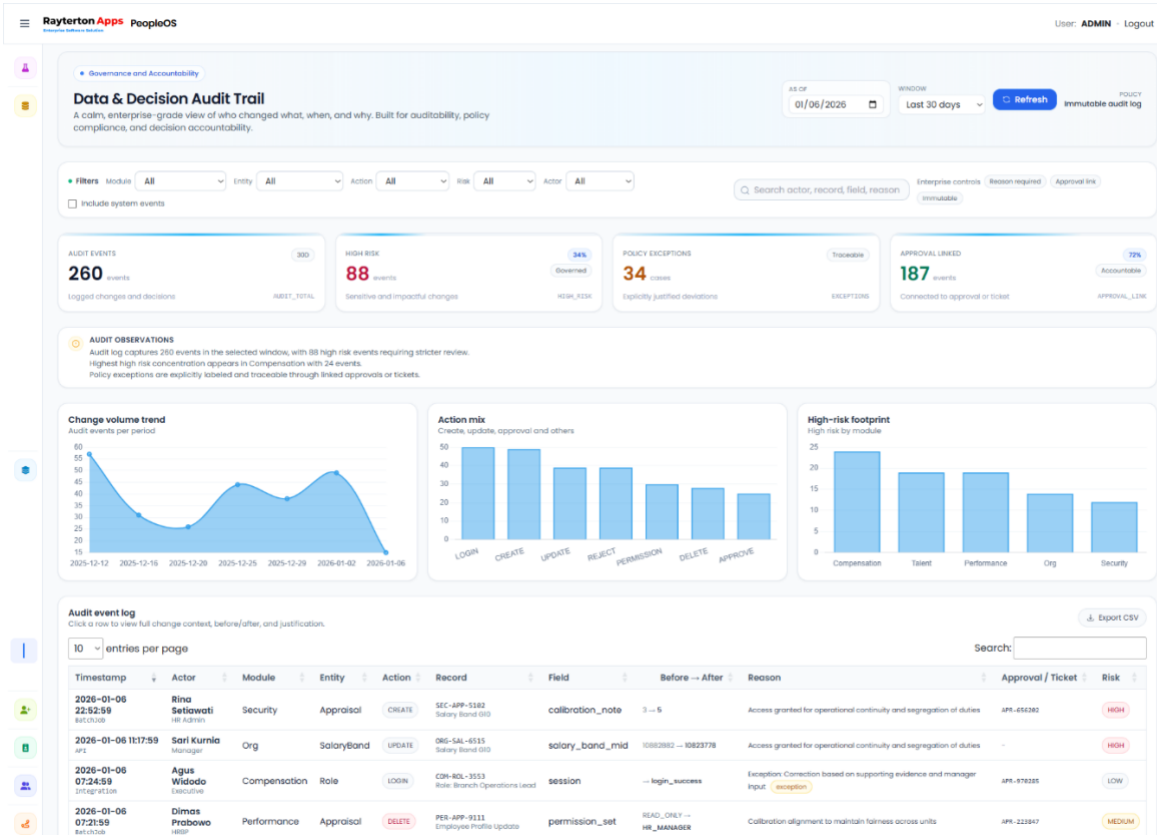 Rayterton Apps PeopleOS
Enterprise Software Solution
User: ADMIN · Logout
Governance and Accountability
Data & Decision Audit Trail
A calm, enterprise-grade view of who changed what, when, and why. Built for auditability, policy
compliance, and decision accountability.
AS OF
01/06/2026
WINDOW
Last 30 days
Refresh
POLICY
Immutable audit log
Filters Module All Entity All Action All Risk All Actor All
Search actor, record, field, reason
Enterprise controls Reason required Approval link
Immutable
Include system events
AUDIT EVENTS 30D
260 events
Logged changes and decisions AUDIT_TOTAL
HIGH RISK 34%
88 events Governed
Sensitive and impactful changes HIGH_RISK
POLICY EXCEPTIONS Traceable
34 cases
Explicitly justified deviations EXCEPTIONS
APPROVAL LINKED 72%
187 events Accountable
Connected to approval or ticket APPROVAL_LINK
AUDIT OBSERVATIONS
Audit log captures 260 events in the selected window, with 88 high risk events requiring stricter review.
Highest high risk concentration appears in Compensation with 24 events.
Policy exceptions are explicitly labeled and traceable through linked approvals or tickets.
Change volume trend
Audit events per period
60
55
50
45
40
35
30
25
20
15
2025-12-12 2025-12-16 2025-12-20 2025-12-25 2025-12-29 2026-01-02 2026-01-06
Action mix
Create, update, approval and others
50
40
30
20
10
0
LOGIN CREATE UPDATE REJECT PERMISSION DELETE APPROVE
High-risk footprint
High risk by module
25
20
15
10
5
0
Compensation Talent Performance Org Security
Audit event log
Click a row to view full change context, before/after, and justification.
Export CSV
10 entries per page
Search:
Timestamp Actor Module Entity Action Record Field Before → After Reason Approval / Ticket Risk
2026-01-06 22:52:59 BatchJob
Rina Setiawati HR Admin
Security Appraisal CREATE
SEC-APP-5102 Salary Band G10
calibration_note 3 → 5
Access granted for operational continuity and segregation of duties
APR-656202 HIGH
2026-01-06 11:17:59 API
Sari Kurnia Manager
Org SalaryBand UPDATE
ORG-SAL-6515 Salary Band G10
salary_band_mid 10882882 → 10823778
Access granted for operational continuity and segregation of duties
- HIGH
2026-01-06 07:24:59 Integration
Agus Widodo Executive
Compensation Role LOGIN
COM-ROL-3553 Role: Branch Operations Lead
session → login_success
Exception: Correction based on supporting evidence and manager input exception
APR-970285 LOW
2026-01-06 07:21:59 BatchJob
Dimas Prabowo HRBP
Performance Appraisal DELETE
PER-APP-9111 Employee Profile Update
permission_set READ_ONLY → HR_MANAGER
Calibration alignment to maintain fairness across units
APR-223847 MEDIUM